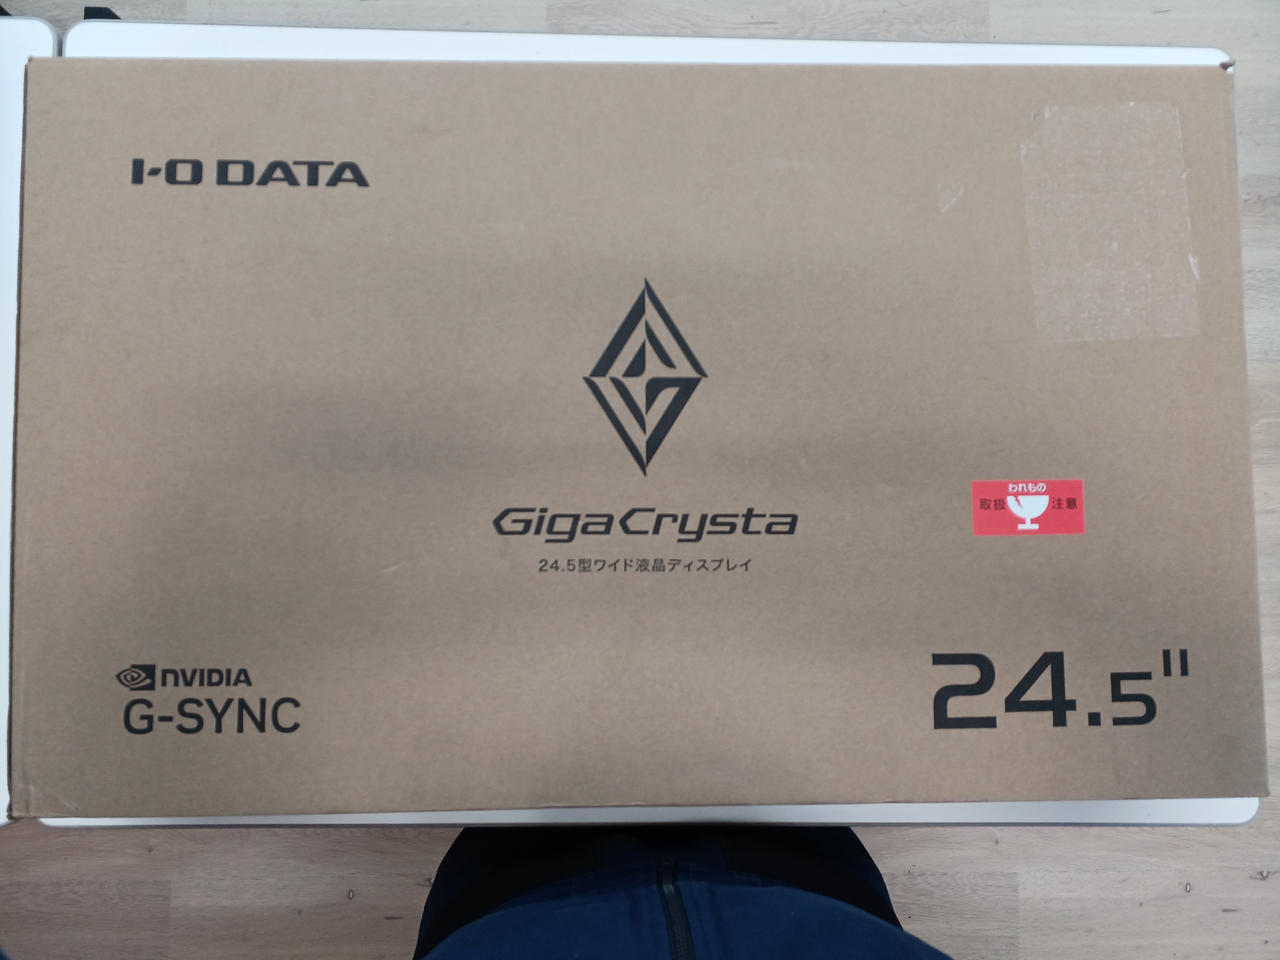 I-O DATA
GigaCrysta
24.5型ワイド液晶ディスプレイ
われもの
取扱 注意
NVIDIA
G-SYNC
24.5"